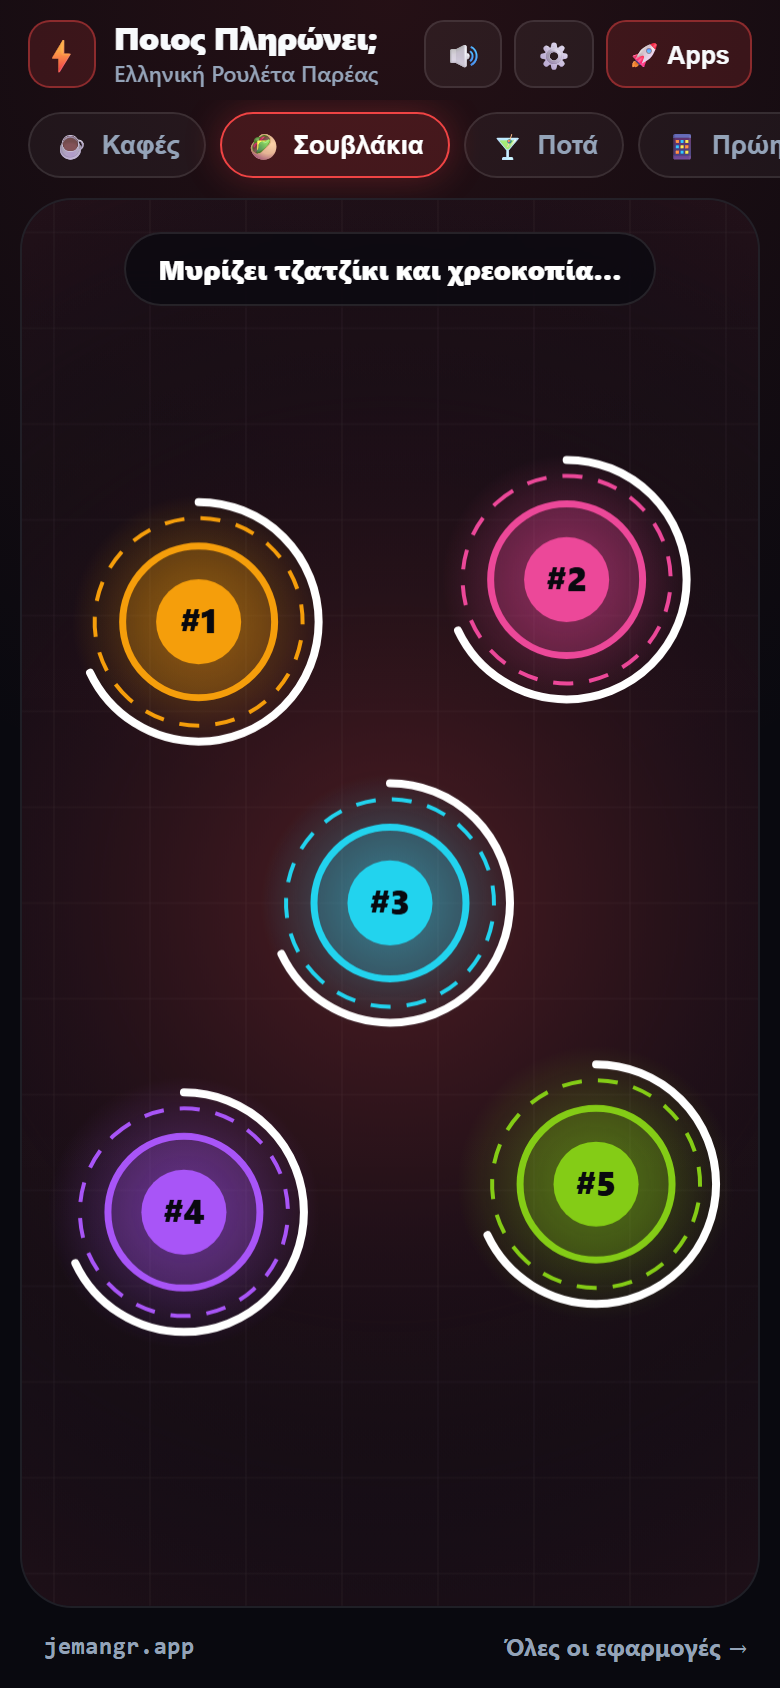 Ποιος Πληρώνει;
Ελληνική Ρουλέτα Παρέας
Apps
Καφές
Σουβλάκια
Ποτά
Μυρίζει τζατζίκι και χρεοκοπία...
#1
#2
#3
#4
#5
jemangr.app
Όλες οι εφαρμογές →